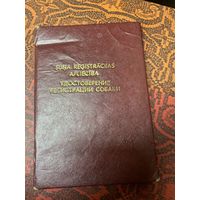 SUŅA REĢISTRĀCIJAS
APLIECĪBA
УДОСТОВЕРЕНИЕ
РЕГИСТРАЦИИ СОБАКИ